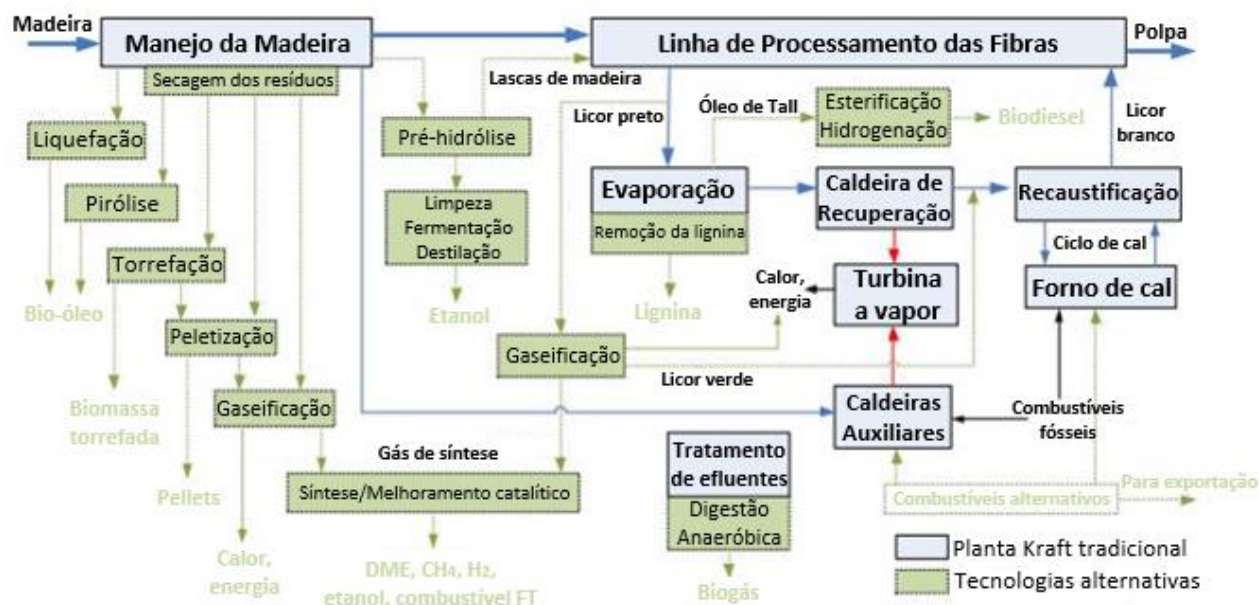 Madeira
Manejo da Madeira
Linha de Processamento das Fibras
Polpa
Secagem dos resíduos
Lascas de madeira
Liquefação
Pré-hidrólise
Licor preto
Óleo de Tall
Esterificação
Hidrogenação
Biodiesel
Licor
branco
Pirólise
Limpeza
Fermentação
Destilação
Evaporação
Remoção da lignina
Caldeira de
Recuperação
Recaustificação
Ciclo de cal
Torrefação
Bio-óleo
Etanol
Lignina
Calor,
energia
Turbina
a vapor
Forno de cal
Peletização
Gaseificação
Licor verde
Biomassa
torrefada
Gaseificação
Caldeiras
Auxiliares
Combustíveis
fósseis
Gás de síntese
Tratamento
de efluentes
Pellets
Síntese/Melhoramento catalítico
Digestão
Anaeróbica
Combustíveis alternativos
Para exportação
Calor,
energia
DME, CH4, H2,
etanol, combustível FT
Biogás
Planta Kraft tradicional
Tecnologias alternativas